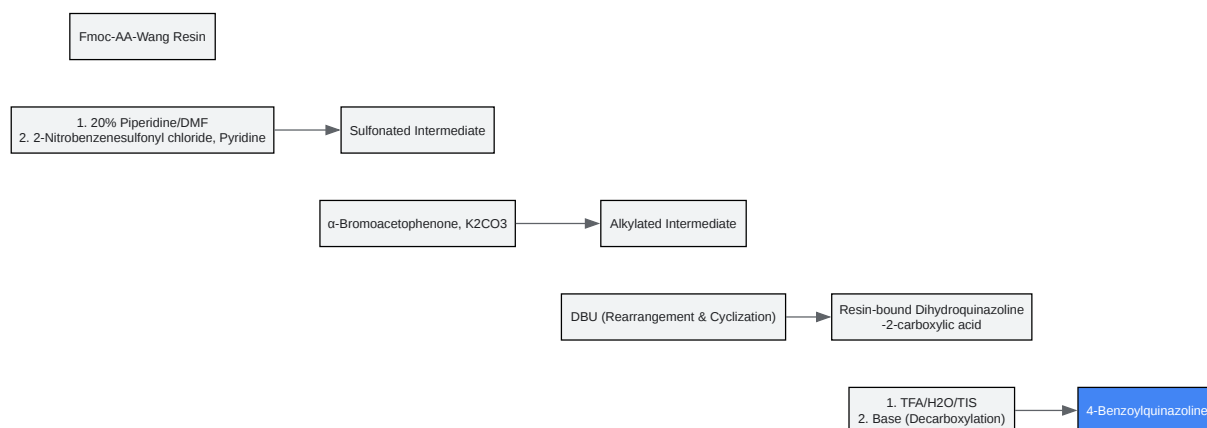 Fmoc-AA-Wang Resin
1. 20% Piperidine/DMF
2. 2-Nitrobenzenesulfonyl chloride, Pyridine
Sulfonated Intermediate
α-Bromoacetophenone, K2CO3
Alkylated Intermediate
DBU (Rearrangement & Cyclization)
Resin-bound Dihydroquinazoline
-2-carboxylic acid
1. TFA/H2O/TIS
2. Base (Decarboxylation)
4-Benzoylquinazoline